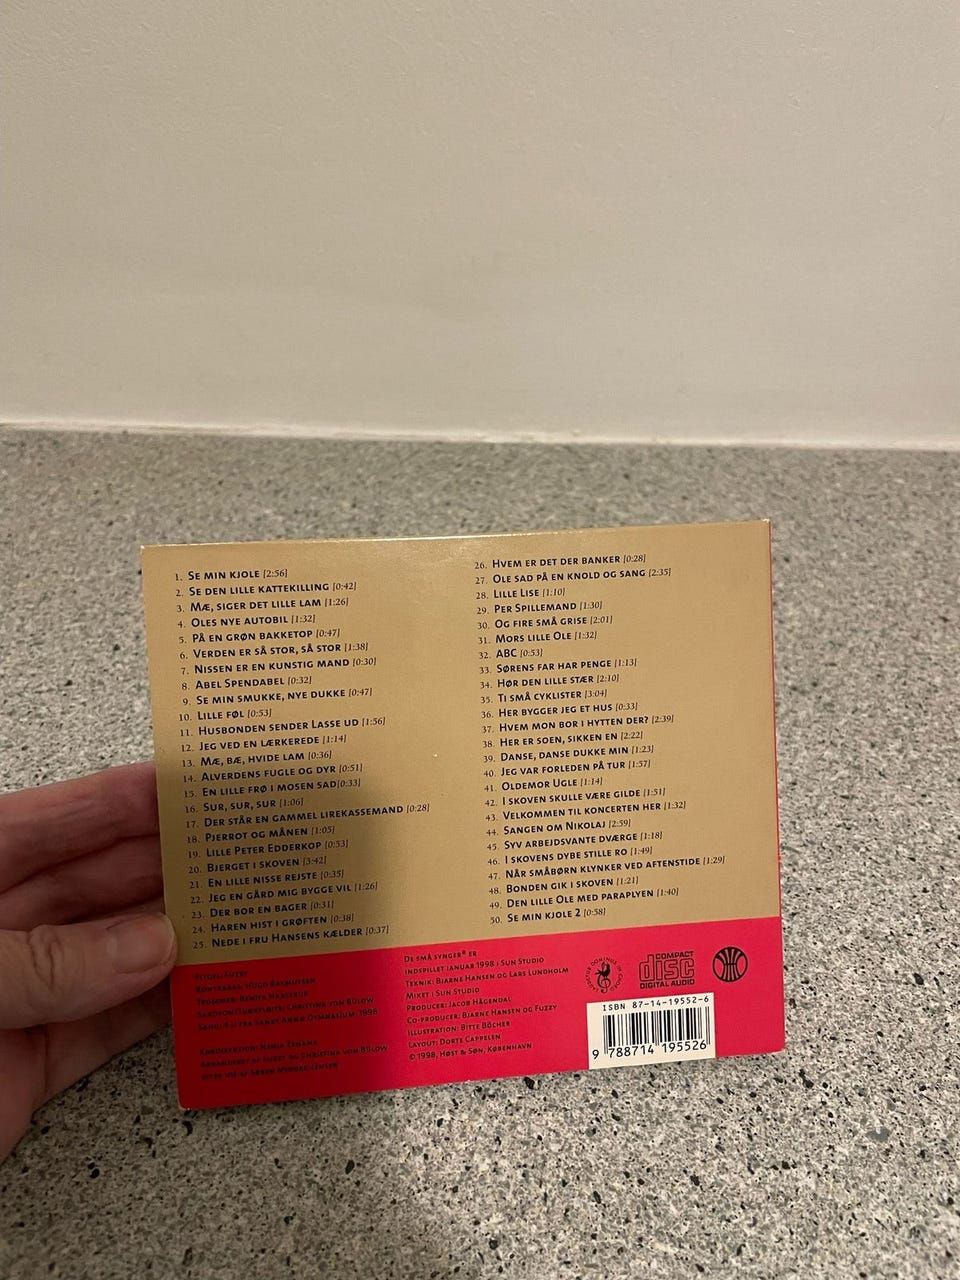 1. Se min kjole [2:56]
2. Se den lille kattekilling [0:42]
3. Mæ, siger det lille lam [1:26]
4. Oles nye autobil [1:32]
5. På en grøn bakketop [0:47]
6. Verden er så stor, så stor [1:38]
7. Nissen er en kunstig mand [0:30]
8. Abel Spendabel [0:32]
9. Se min smukke, nye dukke [0:47]
10. Lille føl [0:53]
11. Husbonden sender Lasse ud [1:56]
12. Jeg ved en lærkerede [1:14]
13. Mæ, bæ, hvide lam [0:36]
14. Alverdens fugle og dyr [0:51]
15. En lille frø i mosen sad [0:33]
16. Sur, sur, sur [1:06]
17. Der står en gammel lirekassemand [0:28]
18. Pjerrot og månen [1:05]
19. Lille Peter Edderkop [0:53]
20. Bjerget i skoven [3:42]
21. En lille nisse rejste [0:35]
22. Jeg en gård mig bygge vil [1:26]
23. Der bor en bager [0:31]
24. Haren hist i grøften [0:38]
25. Nede i fru Hansens kælder [0:37]
26. Hvem er det der banker [0:28]
27. Ole sad på en knold og sang [2:35]
28. Lille Lise [1:10]
29. Per Spillemand [1:30]
30. Og fire små grise [2:01]
31. Mors lille Ole [1:32]
32. ABC [0:53]
33. Sørens far har penge [1:13]
34. Hør den lille stær [2:10]
35. Ti små cyklister [3:04]
36. Her bygger jeg et hus [0:33]
37. Hvem mon bor i hytten der? [2:39]
38. Her er soen, sikken en [2:22]
39. Danse, danse dukke min [1:23]
40. Jeg var forleden på tur [1:57]
41. Oldemor Ugle [1:14]
42. I skoven skulle være gilde [1:51]
43. Velkommen til koncerten her [1:32]
44. Sangen om Nikolaj [2:59]
45. Syv arbejdsvante dværge [1:18]
46. I skovens dybe stille ro [1:49]
47. Når småbørn klynker ved aftenstide [1:29]
48. Bonden gik i skoven [1:21]
49. Den lille Ole med paraplyen [1:40]
50. Se min kjole 2 [0:58]
Fuzzy
Kontrabas: Hugo Rasmussen
Trommer:
Christina von Bülow
Sang: fra Sankt Annæ Gymnasium, 1998
Arrangeret af Fuzzy og Christina von Bülow
De små synger® er
indspillet januar 1998 i Sun Studio
Teknik: Bjarne Hansen og Lars Lundholm
Mixet i Sun Studio
Producer: Jacob Hägendal
Co-producer: Bjarne Hansen og Fuzzy
Illustration: Bitte Böcher
Layout: Dorte Cappelen
© 1998, Høst & Søn, København
COMPACT
disc
DIGITAL AUDIO
ISBN 87-14-19552-6
9 788714 195526